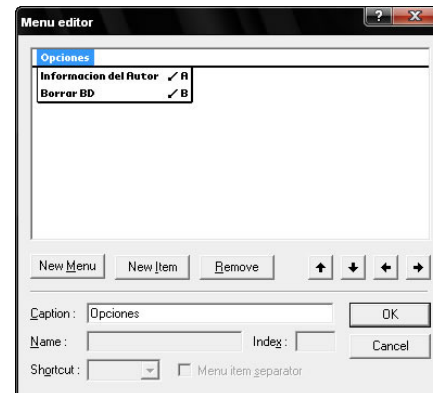 Menu editor
Opciones
Informacion del Autor A
Borrar BD B
New Menu New Item Remove
Caption : Opciones OK
Name : Index : Cancel
Shortcut : Menu item separator